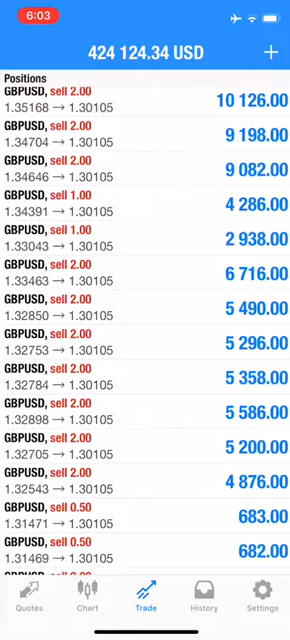 6:03
424 124.34 USD
+
Positions
GBPUSD, sell 2.00
1.35168 → 1.30105 10 126.00
GBPUSD, sell 2.00
1.34704 → 1.30105 9 198.00
GBPUSD, sell 2.00
1.34646 → 1.30105 9 082.00
GBPUSD, sell 1.00
1.34391 → 1.30105 4 286.00
GBPUSD, sell 1.00
1.33043 → 1.30105 2 938.00
GBPUSD, sell 2.00
1.33463 → 1.30105 6 716.00
GBPUSD, sell 2.00
1.32850 → 1.30105 5 490.00
GBPUSD, sell 2.00
1.32753 → 1.30105 5 296.00
GBPUSD, sell 2.00
1.32784 → 1.30105 5 358.00
GBPUSD, sell 2.00
1.32898 → 1.30105 5 586.00
GBPUSD, sell 2.00
1.32705 → 1.30105 5 200.00
GBPUSD, sell 2.00
1.32543 → 1.30105 4 876.00
GBPUSD, sell 0.50
1.31471 → 1.30105 683.00
GBPUSD, sell 0.50
1.31469 → 1.30105 682.00
Quotes Chart Trade History Settings